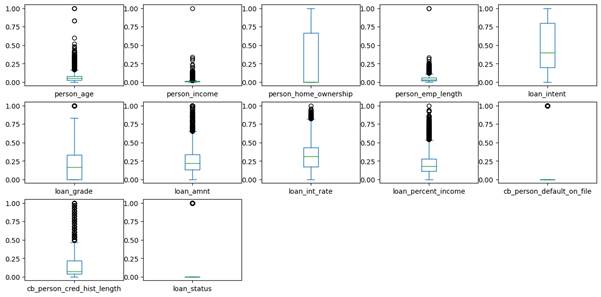 1.00 1.00 1.00 1.00 1.00
0.75 0.75 0.75 0.75 0.75
0.50 0.50 0.50 0.50 0.50
0.25 0.25 0.25 0.25 0.25
0.00 0.00 0.00 0.00 0.00
person_age person_income person_home_ownership person_emp_length loan_intent
1.00 1.00 1.00 1.00 1.00
0.75 0.75 0.75 0.75 0.75
0.50 0.50 0.50 0.50 0.50
0.25 0.25 0.25 0.25 0.25
0.00 0.00 0.00 0.00 0.00
loan_grade loan_amnt loan_int_rate loan_percent_income cb_person_default_on_file
1.00 1.00
0.75 0.75
0.50 0.50
0.25 0.25
0.00 0.00
cb_person_cred_hist_length loan_status